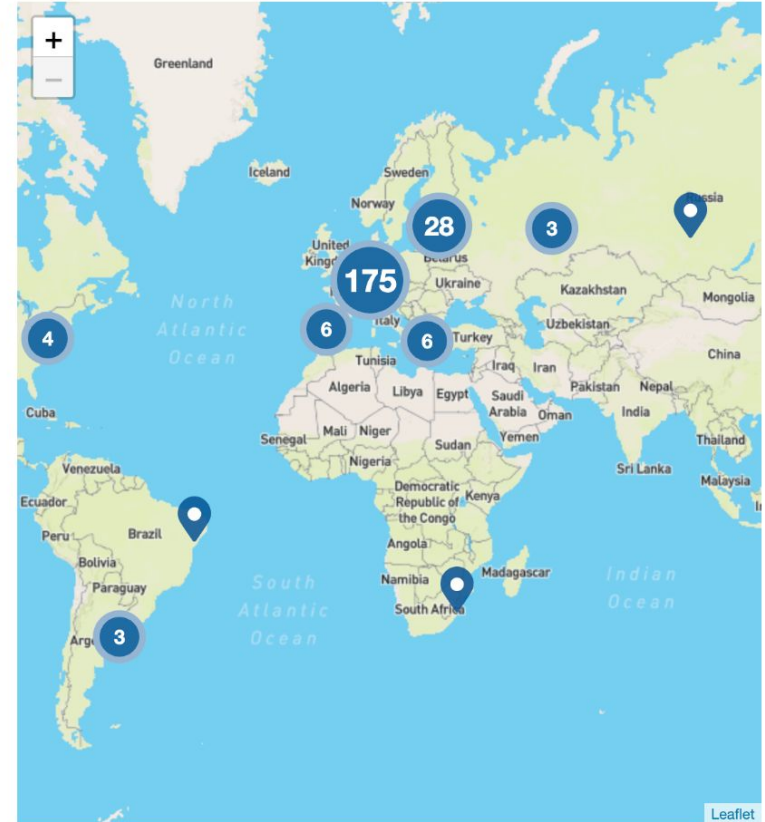 +
−
Greenland
Iceland
Sweden
Norway
Russia
28
3
United
Belarus
175
Ukraine
Kazakhstan
Mongolia
North
Atlantic
Ocean
6
Italy
6
Turkey
Uzbekistan
4
China
Tunisia
Iraq
Iran
Algeria
Libya
Egypt
Saudi
Arabia
Pakistan
Nepal
Cuba
Oman
India
Mali
Niger
Senegal
Sudan
Yemen
Thailand
Nigeria
Venezuela
Sri Lanka
Malaysia
Democratic
Republic of
the Congo
Kenya
Ecuador
Peru
Brazil
Angola
Bolivia
Paraguay
Namibia
Madagascar
South
Atlantic
Ocean
Indian
Ocean
South Africa
3
Leaflet